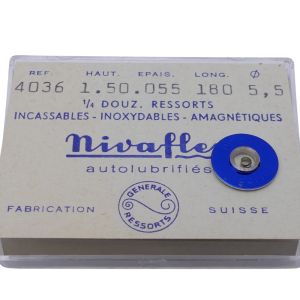 REF. HAUT. EPAIS. LONG. Ø
4036 1.50.055 180 5,5
1/4 DOUZ. RESSORTS
INCASSABLES - INOXYDABLES - AMAGNÉTIQUES
autolubrifiés
GENERALE RESSORTS
FABRICATION SUISSE